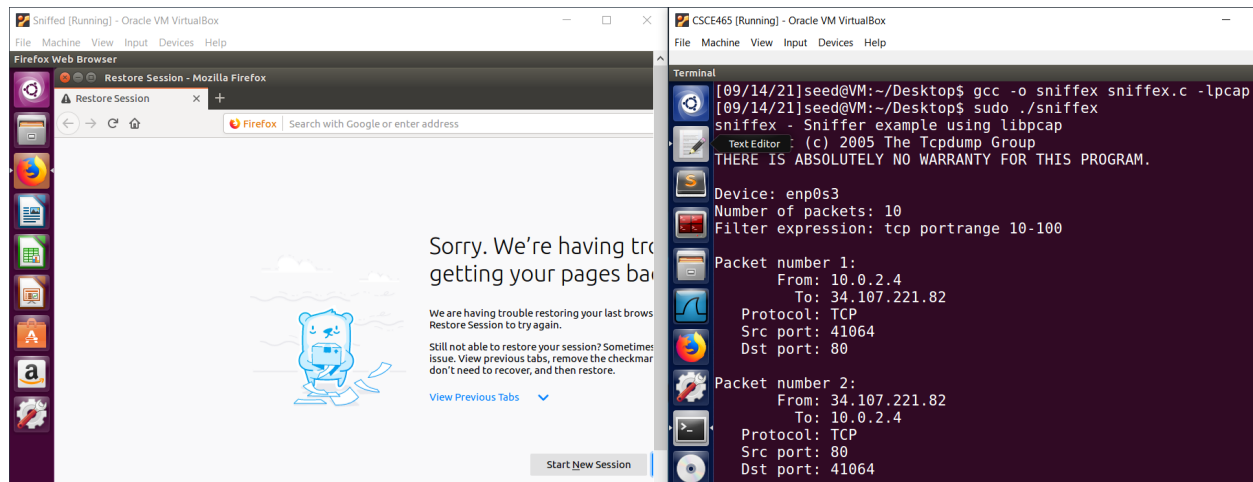 Sniffed [Running] - Oracle VM VirtualBox
File Machine View Input Devices Help
Firefox Web Browser
Restore Session - Mozilla Firefox
Restore Session
Firefox Search with Google or enter address
Sorry. We're having tro
getting your pages ba
We are having trouble restoring your last brows
Restore Session to try again.
Still not able to restore your session? Sometimes
issue. View previous tabs, remove the checkmar
don't need to recover, and then restore.
View Previous Tabs
Start New Session
CSCE465 [Running] - Oracle VM VirtualBox
File Machine View Input Devices Help
Terminal
[09/14/21]seed@VM:~/Desktop$ gcc -o sniffex sniffex.c -lpcap
[09/14/21]seed@VM:~/Desktop$ sudo ./sniffex
sniffex - Sniffer example using libpcap
Text Editor
(c) 2005 The Tcpdump Group
THERE IS ABSOLUTELY NO WARRANTY FOR THIS PROGRAM.
Device: enp0s3
Number of packets: 10
Filter expression: tcp portrange 10-100
Packet number 1:
From: 10.0.2.4
To: 34.107.221.82
Protocol: TCP
Src port: 41064
Dst port: 80
Packet number 2:
From: 34.107.221.82
To: 10.0.2.4
Protocol: TCP
Src port: 80
Dst port: 41064